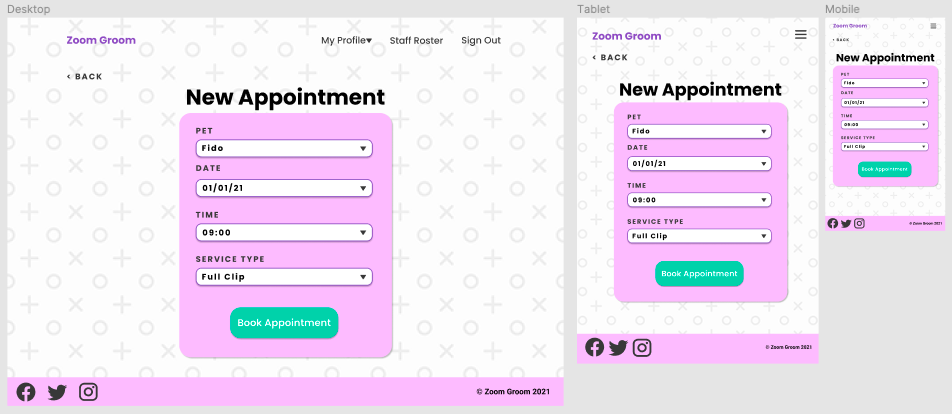 Desktop
Zoom Groom
My Profile▾ Staff Roster Sign Out
< BACK
New Appointment
PET
Fido
DATE
01/01/21
TIME
09:00
SERVICE TYPE
Full Clip
Book Appointment
© Zoom Groom 2021
Tablet
Zoom Groom
< BACK
New Appointment
PET
Fido
DATE
01/01/21
TIME
09:00
SERVICE TYPE
Full Clip
Book Appointment
© Zoom Groom 2021
Mobile
Zoom Groom
< BACK
New Appointment
PET
Fido
DATE
01/01/21
TIME
09:00
SERVICE TYPE
Full Clip
Book Appointment
© Zoom Groom 2021